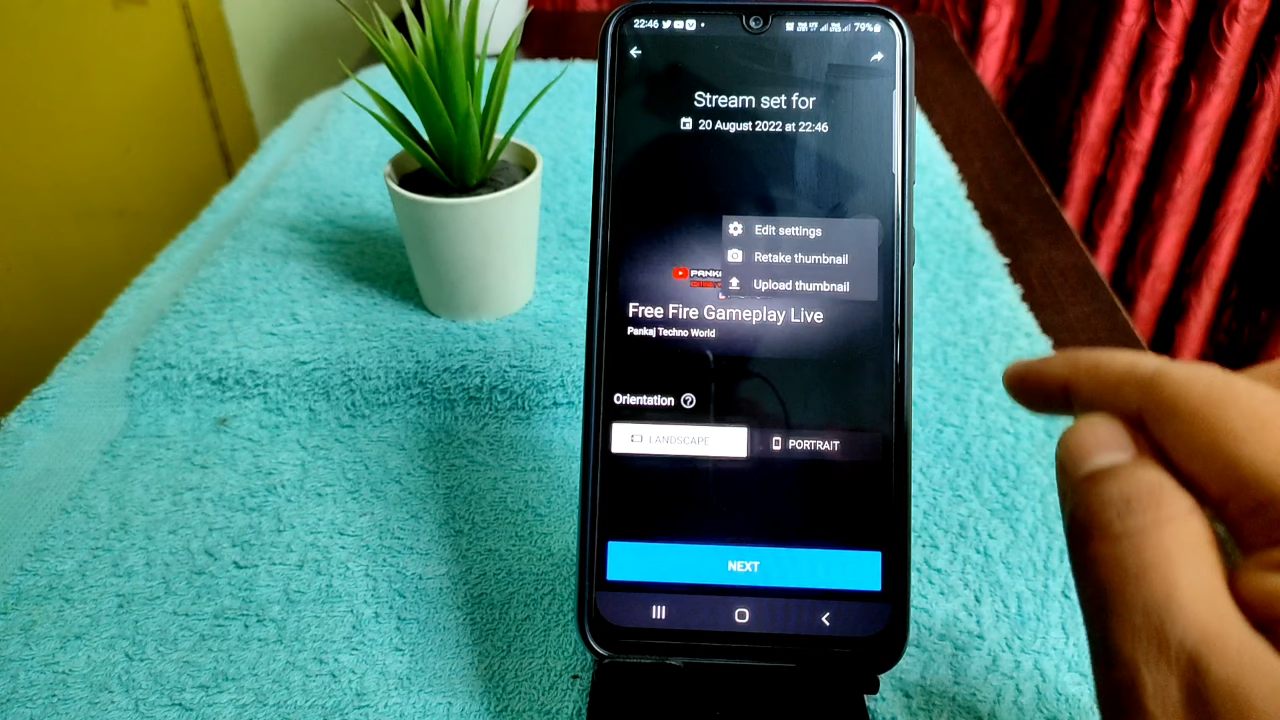 22:46
79%
Stream set for
20 August 2022 at 22:46
Edit settings
Retake thumbnail
Upload thumbnail
Free Fire Gameplay Live
Pankaj Techno World
Orientation ?
LANDSCAPE
PORTRAIT
NEXT